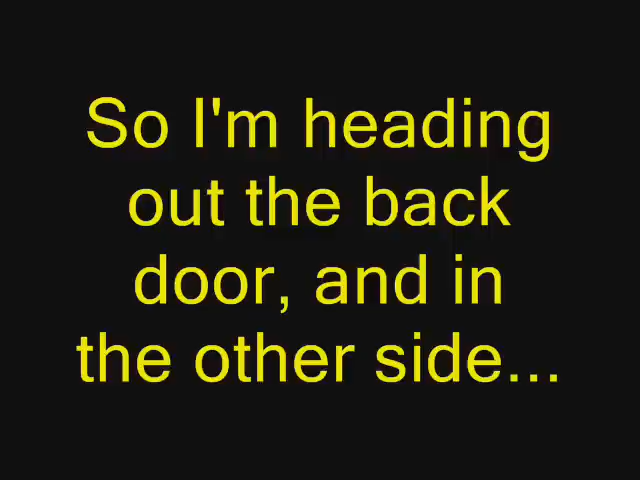 So I'm heading
out the back
door, and in
the other side...